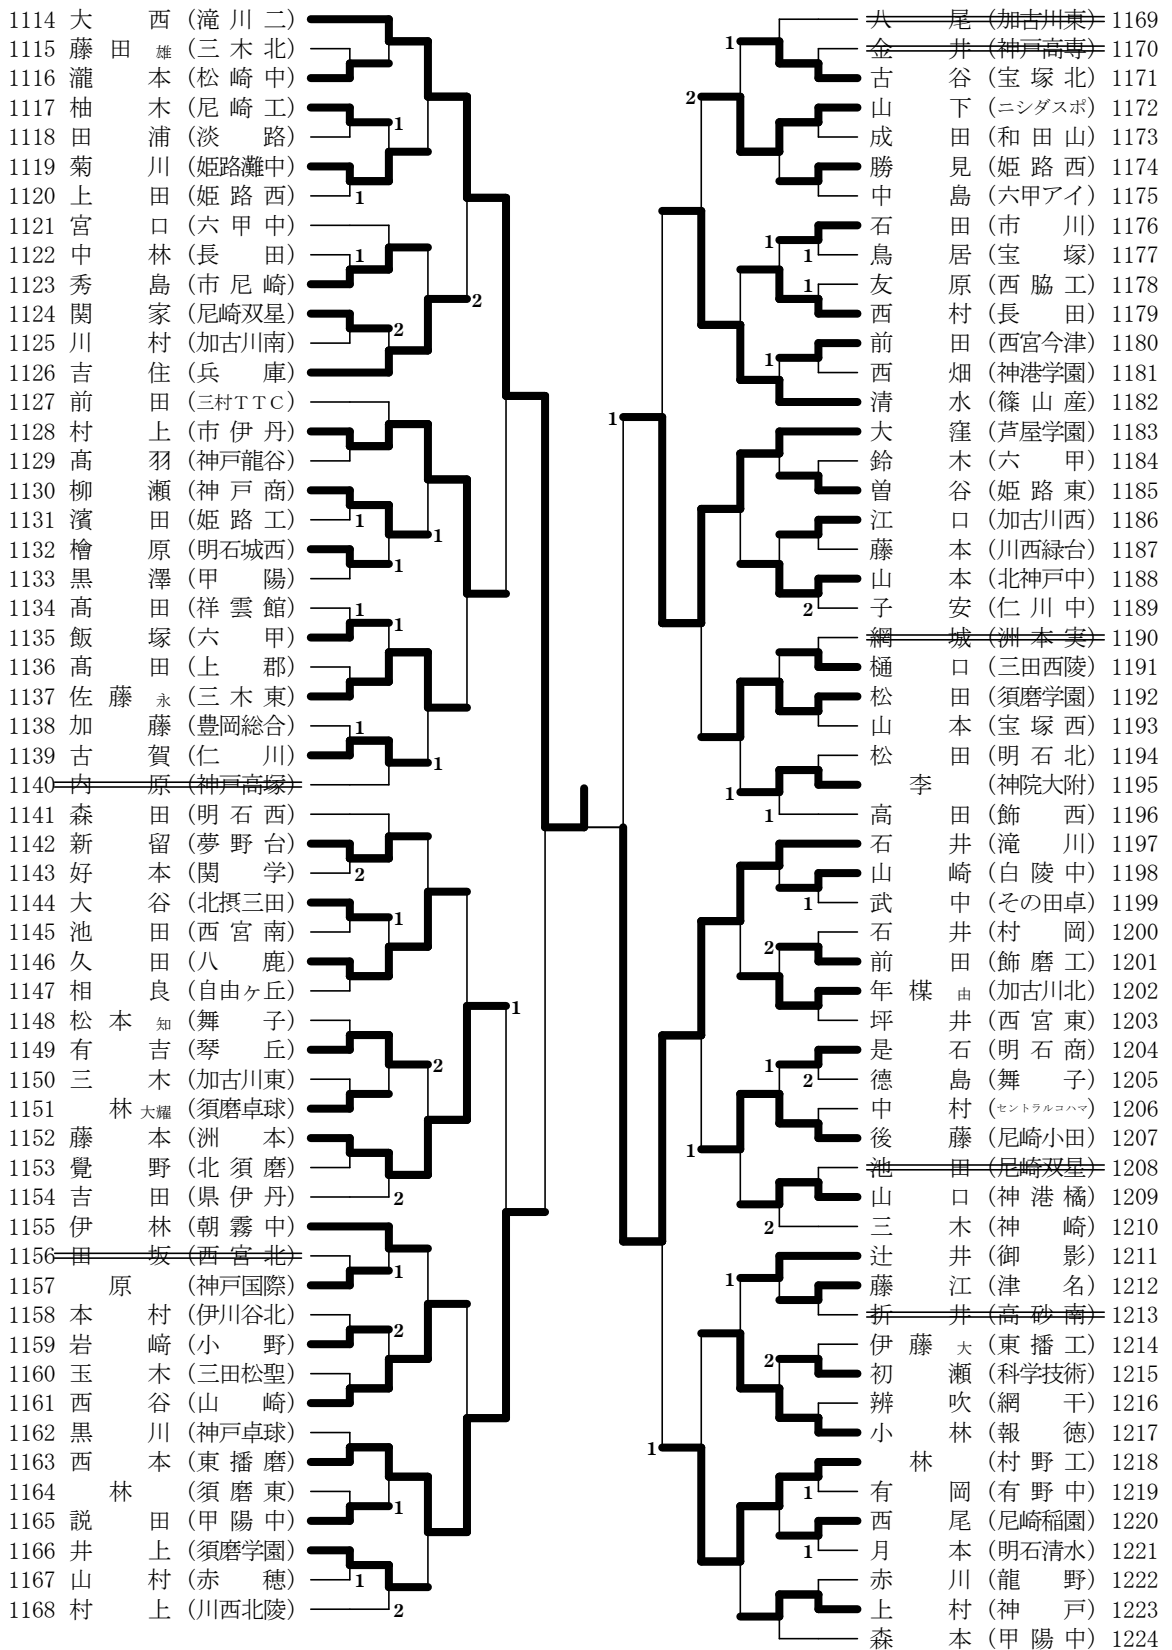 1114 大西 (滝川二)
1115 藤田 雄 (三木北)
1116 瀧本 (松崎中)
1117 柚木 (尼崎工)
1
1118 田浦 (淡路)
1119 菊川 (姫路灘中)
1120 上田 (姫路西)
1
1121 宮口 (六甲中)
1122 中林 (長田)
1
1123 秀島 (市尼崎)
2
1124 関家 (尼崎双星)
2
1125 川村 (加古川南)
1126 吉住 (兵庫)
1127 前田 (三村TTC)
1128 村上 (市伊丹)
1129 髙羽 (神戸龍谷)
1130 柳瀬 (神戸商)
1
1131 濱田 (姫路工)
1
1132 檜原 (明石城西)
1
1133 黒澤 (甲陽)
1134 髙田 (祥雲館)
1
1
1135 飯塚 (六甲)
1136 髙田 (上郡)
1137 佐藤 永 (三木東)
1138 加藤 (豊岡総合)
1
1139 古賀 (仁川)
1
1140 内原 (神戸高塚)
1141 森田 (明石西)
1142 新留 (夢野台)
1143 好本 (関学)
2
1144 大谷 (北摂三田)
1
1145 池田 (西宮南)
1146 久田 (八鹿)
1147 相良 (自由ヶ丘)
1
1148 松本 知 (舞子)
1149 有吉 (琴丘)
2
1150 三木 (加古川東)
1151 林 大耀 (須磨卓球)
1152 藤本 (洲本)
1153 覺野 (北須磨)
1154 吉田 (県伊丹)
2
1155 伊林 (朝霧中)
1156 田坂 (西宮北)
1
1157 原 (神戸国際)
1158 本村 (伊川谷北)
2
1159 岩﨑 (小野)
1160 玉木 (三田松聖)
1161 西谷 (山崎)
1162 黒川 (神戸卓球)
1163 西本 (東播磨)
1164 林 (須磨東)
1
1165 説田 (甲陽中)
1166 井上 (須磨学園)
1167 山村 (赤穂)
1
1168 村上 (川西北陵)
2
八尾 (加古川東) 1169
1
金井 (神戸高専) 1170
古谷 (宝塚北) 1171
2
山下 (ニシダスポ) 1172
成田 (和田山) 1173
勝見 (姫路西) 1174
中島 (六甲アイ) 1175
石田 (市川) 1176
1
1
鳥居 (宝塚) 1177
1
友原 (西脇工) 1178
西村 (長田) 1179
前田 (西宮今津) 1180
1
西畑 (神港学園) 1181
清水 (篠山産) 1182
1
大窪 (芦屋学園) 1183
鈴木 (六甲) 1184
曽谷 (姫路東) 1185
江口 (加古川西) 1186
藤本 (川西緑台) 1187
山本 (北神戸中) 1188
2
子安 (仁川中) 1189
網城 (洲本実) 1190
樋口 (三田西陵) 1191
松田 (須磨学園) 1192
山本 (宝塚西) 1193
松田 (明石北) 1194
1
李 (神院大附) 1195
1
高田 (飾西) 1196
石井 (滝川) 1197
山崎 (白陵中) 1198
1
武中 (その田卓) 1199
石井 (村岡) 1200
2
前田 (飾磨工) 1201
年楳 由 (加古川北) 1202
坪井 (西宮東) 1203
是石 (明石商) 1204
1
2
徳島 (舞子) 1205
中村 (セントラルコハマ) 1206
後藤 (尼崎小田) 1207
1
池田 (尼崎双星) 1208
山口 (神港橘) 1209
2
三木 (神崎) 1210
辻井 (御影) 1211
1
藤江 (津名) 1212
折井 (高砂南) 1213
伊藤 大 (東播工) 1214
2
初瀬 (科学技術) 1215
辨吹 (網干) 1216
小林 (報徳) 1217
1
林 (村野工) 1218
1
有岡 (有野中) 1219
西尾 (尼崎稲園) 1220
1
月本 (明石清水) 1221
赤川 (龍野) 1222
上村 (神戸) 1223
森本 (甲陽中) 1224